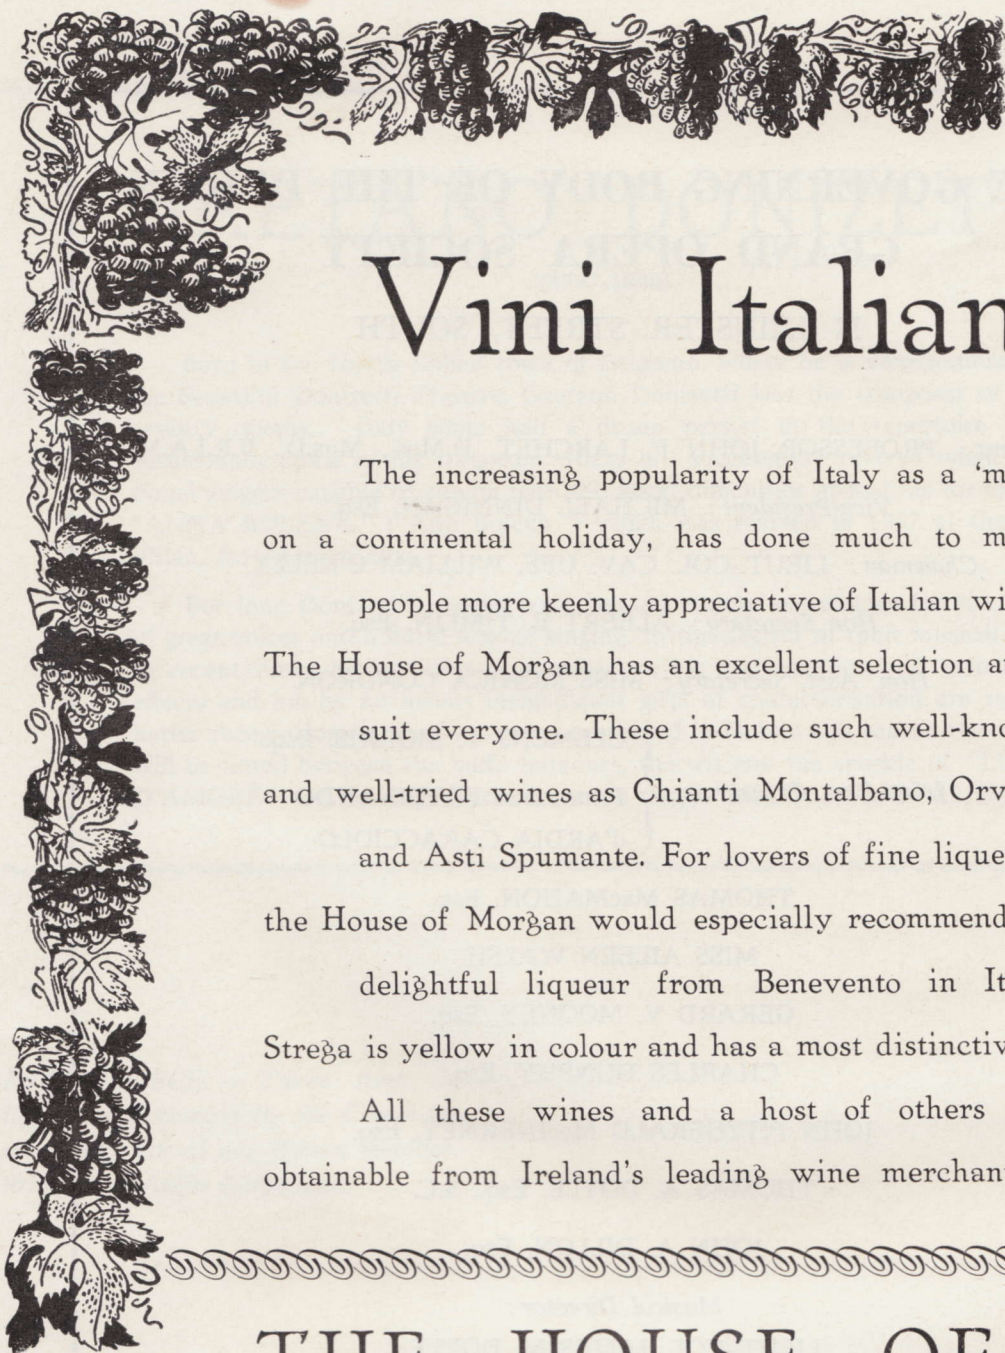 Vini Italian
The increasing popularity of Italy as a ‘m
on a continental holiday, has done much to m
people more keenly appreciative of Italian wi
The House of Morgan has an excellent selection a
suit everyone. These include such well-kno
and well-tried wines as Chianti Montalbano, Orv
and Asti Spumante. For lovers of fine lique
the House of Morgan would especially recommend
delightful liqueur from Benevento in It
Strega is yellow in colour and has a most distinctiv
All these wines and a host of others
obtainable from Ireland's leading wine merchan
THE HOUSE OF